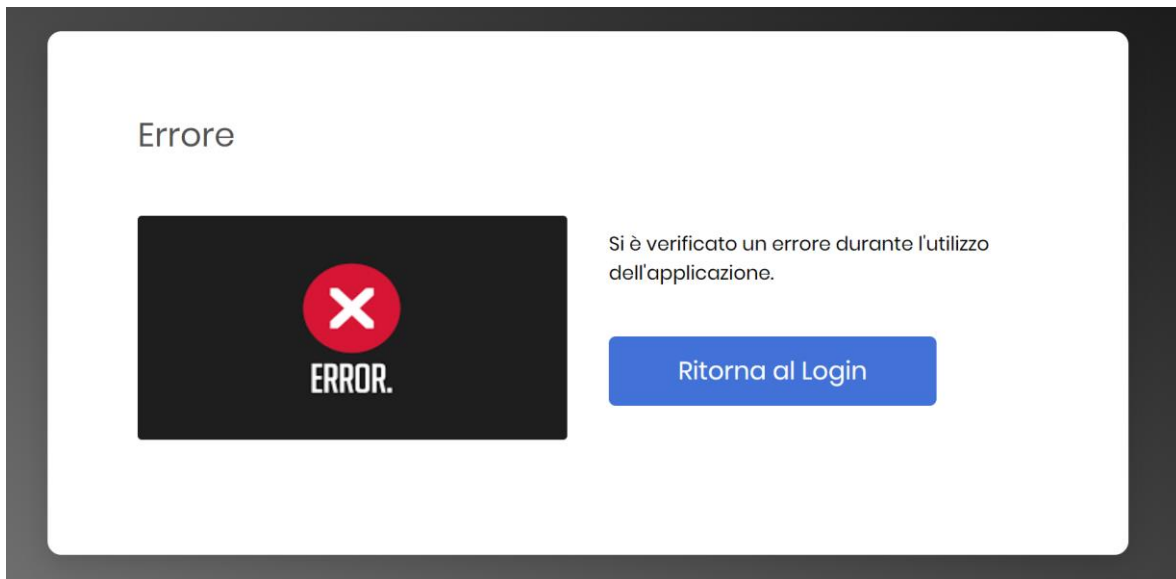 Errore
ERROR.
Si è verificato un errore durante l'utilizzo
dell'applicazione.
Ritorna al Login